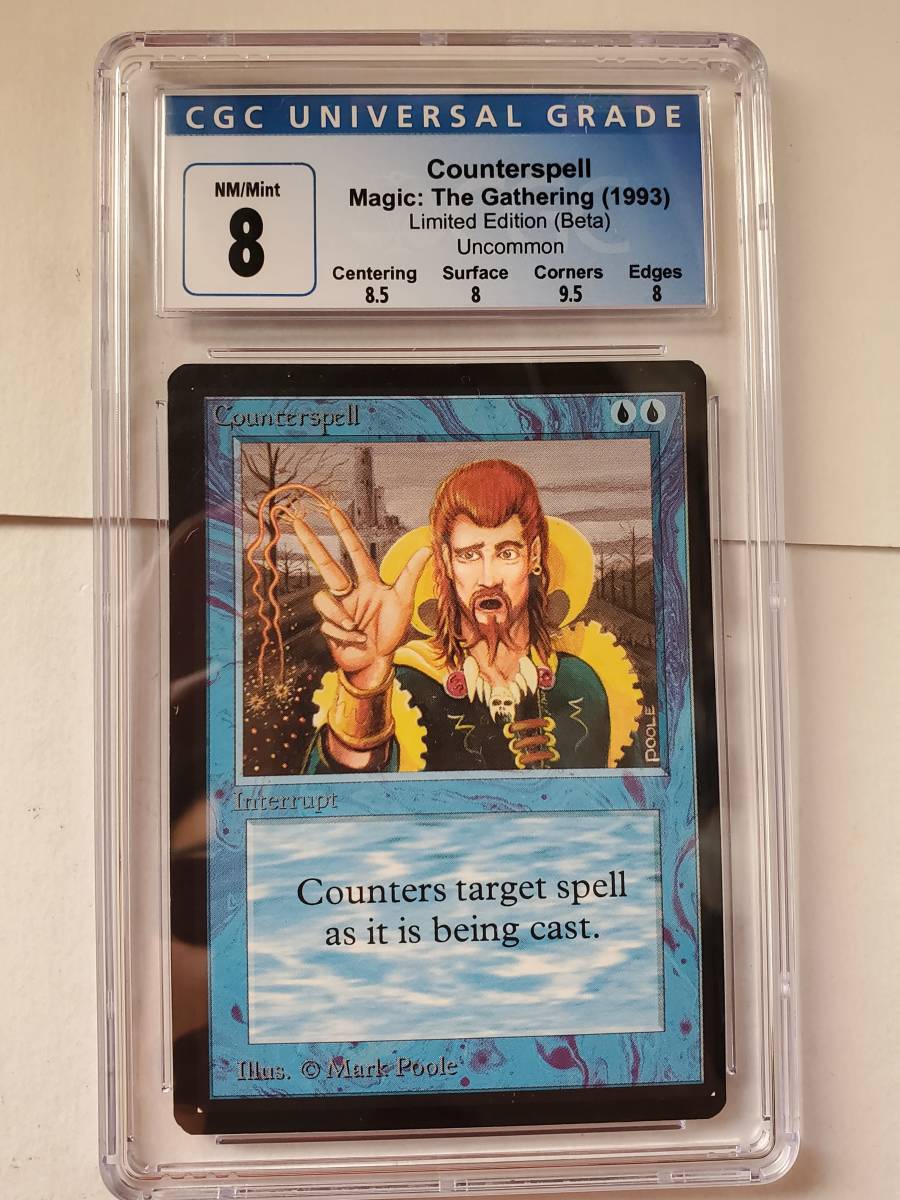 CGC UNIVERSAL GRADE
NM/Mint
8
Counterspell
Magic: The Gathering (1993)
Limited Edition (Beta)
Uncommon
Centering Surface Corners Edges
8.5 8 9.5 8
Counterspell
POOLE
Interrupt
Counters target spell
as it is being cast.
Illus. © Mark Poole